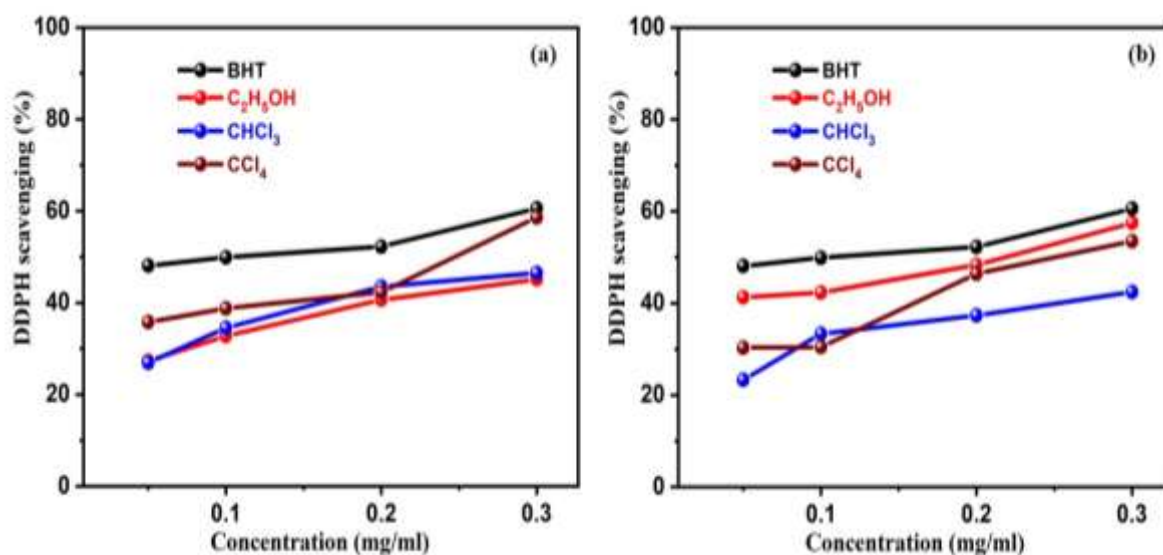 100
80
60
40
20
0
DDPH scavenging (%)
(a)
BHT
C₂H₅OH
CHCl₃
CCl₄
0.1 0.2 0.3
Concentration (mg/ml)
100
80
60
40
20
0
DDPH scavenging (%)
(b)
BHT
C₂H₅OH
CHCl₃
CCl₄
0.1 0.2 0.3
Concentration (mg/ml)